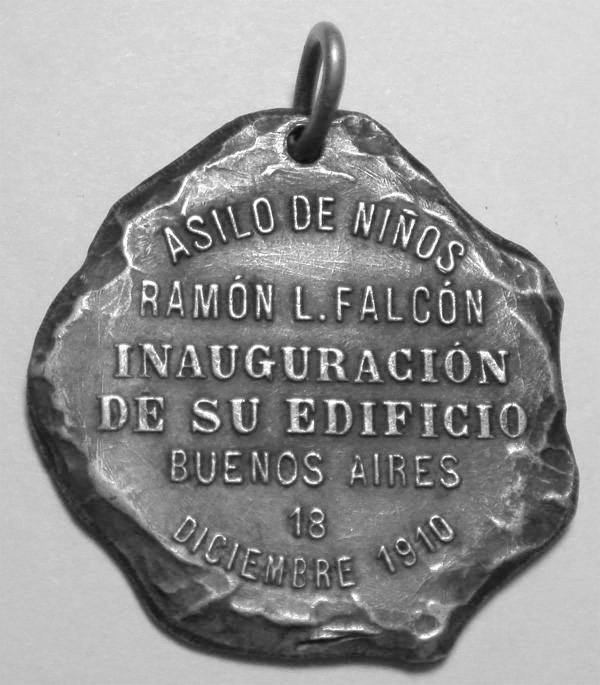 ASILO DE NIÑOS
RAMÓN L. FALCÓN
INAUGURACIÓN
DE SU EDIFICIO
BUENOS AIRES
18
DICIEMBRE 1910